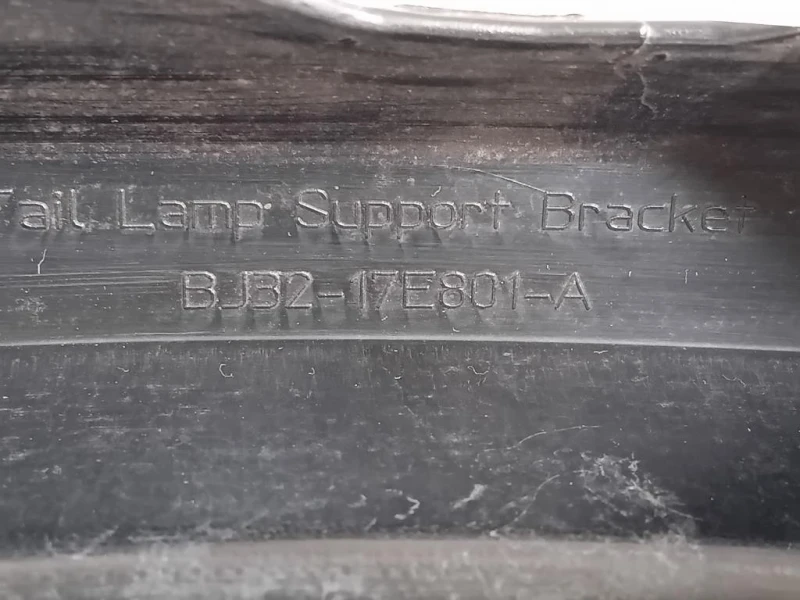 Tail Lamp Support Bracket
BJ32-17E801-A